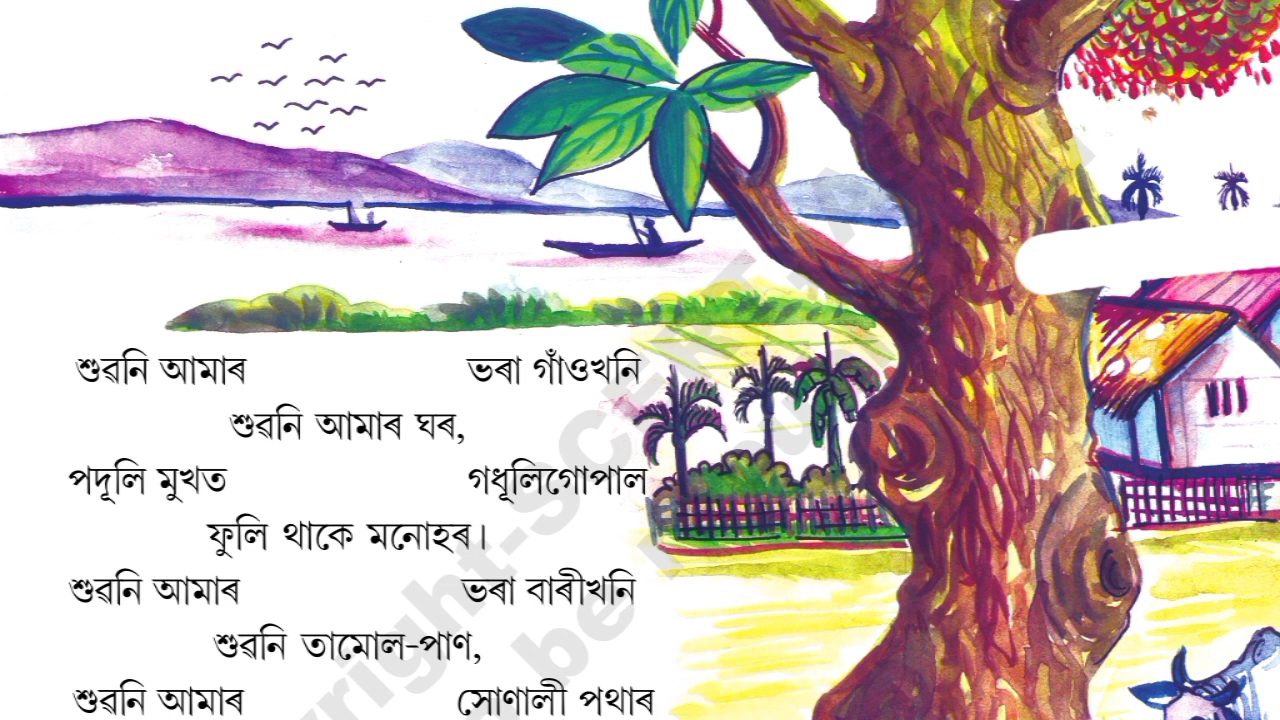 শুৱনি আমাৰ ভৰা গাঁওখনি
শুৱনি আমাৰ ঘৰ,
পদূলি মুখত গধূলিগোপাল
ফুলি থাকে মনোহৰ।
শুৱনি আমাৰ ভৰা বাৰীখনি
শুৱনি তামোল-পাণ,
শুৱনি আমাৰ সোণালী পথাৰ